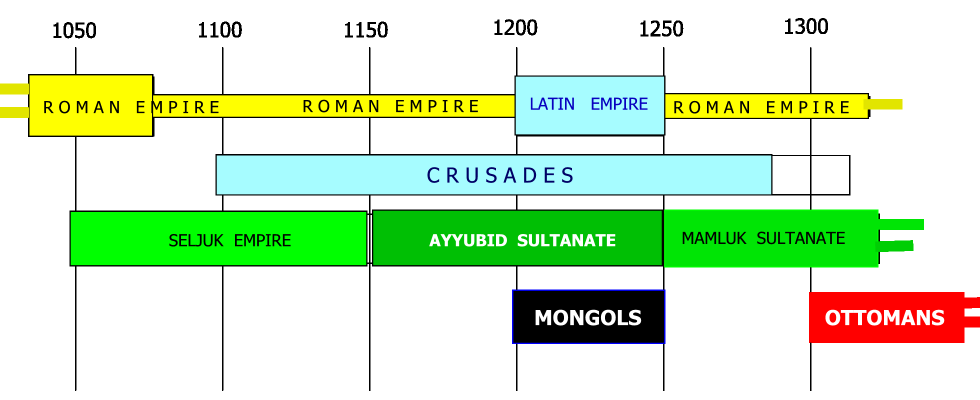 1050 1100 1150 1200 1250 1300
ROMAN EMPIRE ROMAN EMPIRE LATIN EMPIRE ROMAN EMPIRE
CRUSADES
SELJUK EMPIRE AYYUBID SULTANATE MAMLUK SULTANATE
MONGOLS OTTOMANS